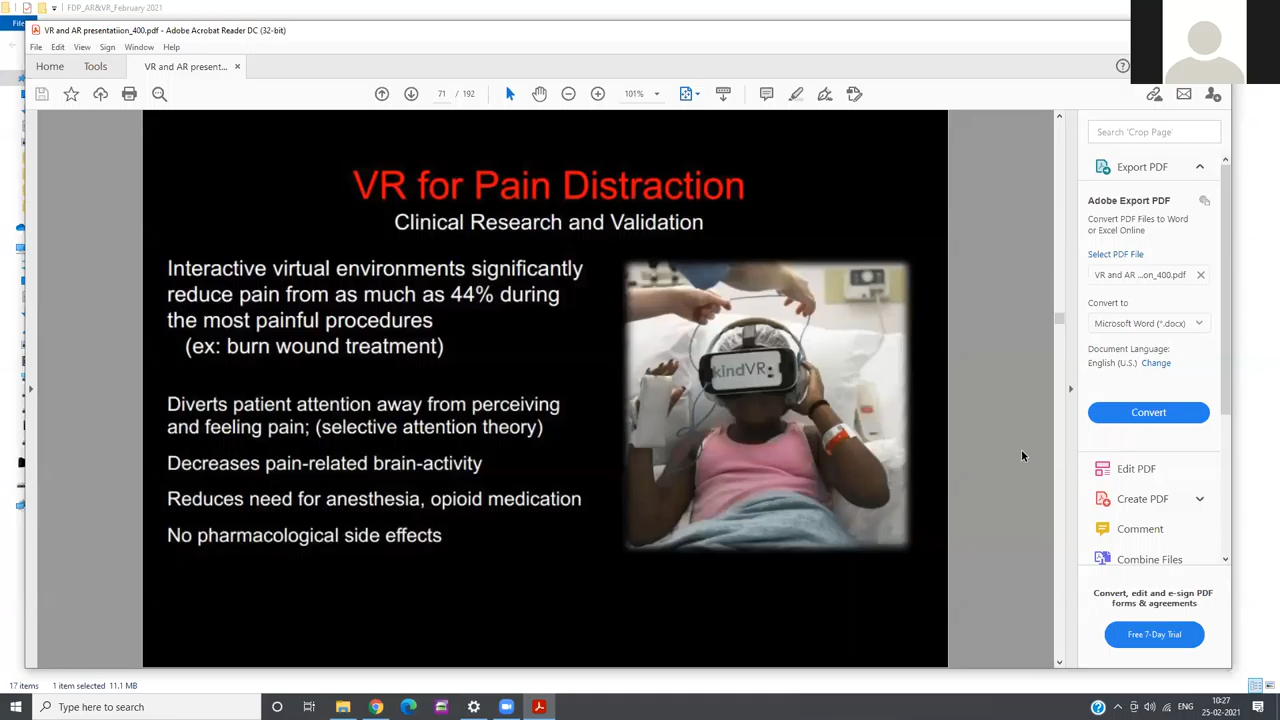 FDP_AR&VR_February 2021
File
VR and AR presentatiion_400.pdf - Adobe Acrobat Reader DC (32-bit)
File Edit View Sign Window Help
Home Tools VR and AR present... ×
71 / 192 101%
Search 'Crop Page'
VR for Pain Distraction
Clinical Research and Validation
Interactive virtual environments significantly
reduce pain from as much as 44% during
the most painful procedures
(ex: burn wound treatment)
Diverts patient attention away from perceiving
and feeling pain; (selective attention theory)
Decreases pain-related brain-activity
Reduces need for anesthesia, opioid medication
No pharmacological side effects
kindVR
Export PDF
Adobe Export PDF
Convert PDF Files to Word
or Excel Online
Select PDF File
VR and AR ...on_400.pdf
Convert to
Microsoft Word (*.docx)
Document Language:
English (U.S.) Change
Convert
Edit PDF
Create PDF
Comment
Combine Files
Convert, edit and e-sign PDF
forms & agreements
Free 7-Day Trial
17 items 1 item selected 11.1 MB
Type here to search
ENG
10:27
25-02-2021